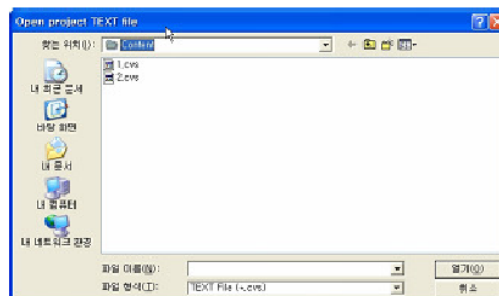 Open project TEXT file
찾는 위치(I):
Content
1.cvs
2.cvs
내 최근 문서
바탕 화면
내 문서
내 컴퓨터
내 네트워크 환경
파일 이름(N):
열기(O)
파일 형식(T):
TEXT File (*.cvs)
취소